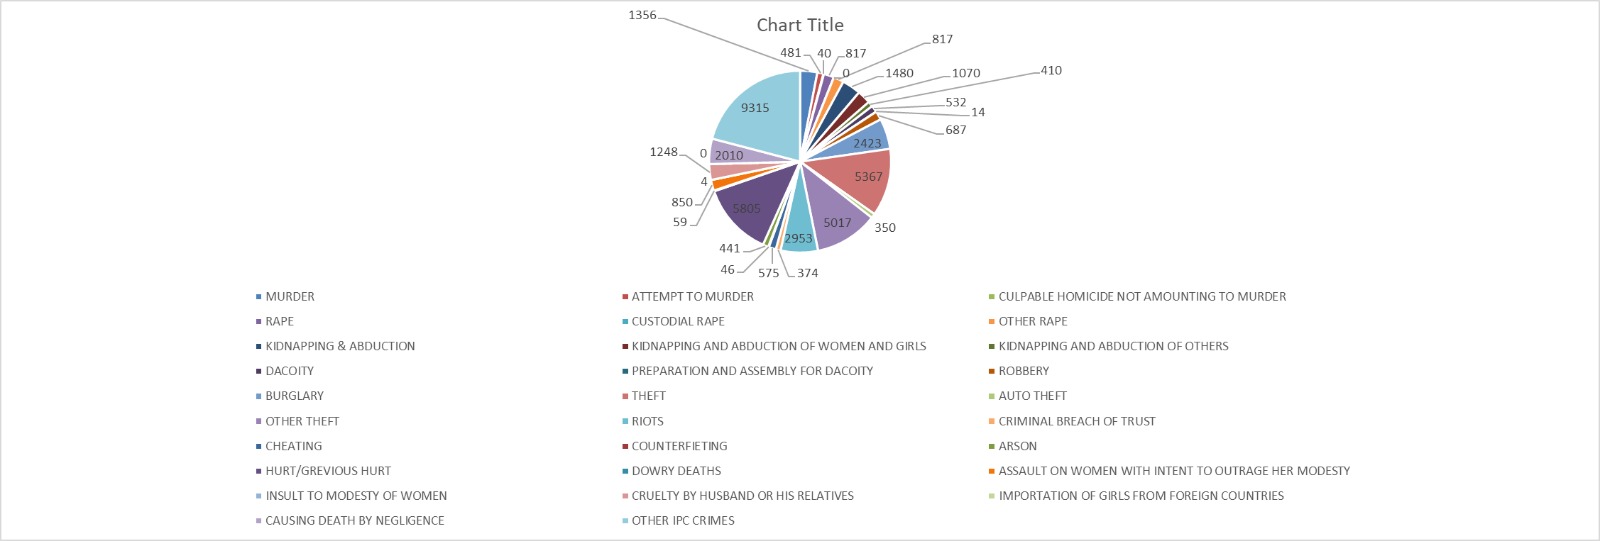 Chart Title
1356
481
40
817
817
0
1480
1070
410
532
14
687
2423
5367
350
5017
2953
374
575
46
441
5805
59
850
4
1248
0
2010
9315
MURDER
ATTEMPT TO MURDER
CULPABLE HOMICIDE NOT AMOUNTING TO MURDER
RAPE
CUSTODIAL RAPE
OTHER RAPE
KIDNAPPING & ABDUCTION
KIDNAPPING AND ABDUCTION OF WOMEN AND GIRLS
KIDNAPPING AND ABDUCTION OF OTHERS
DACOITY
PREPARATION AND ASSEMBLY FOR DACOITY
ROBBERY
BURGLARY
THEFT
AUTO THEFT
OTHER THEFT
RIOTS
CRIMINAL BREACH OF TRUST
CHEATING
COUNTERFIETING
ARSON
HURT/GREVIOUS HURT
DOWRY DEATHS
ASSAULT ON WOMEN WITH INTENT TO OUTRAGE HER MODESTY
INSULT TO MODESTY OF WOMEN
CRUELTY BY HUSBAND OR HIS RELATIVES
IMPORTATION OF GIRLS FROM FOREIGN COUNTRIES
CAUSING DEATH BY NEGLIGENCE
OTHER IPC CRIMES